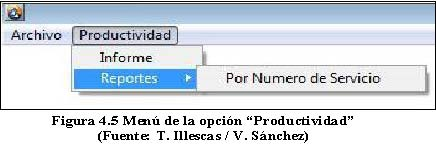 Archivo Productividad
Informe
Reportes Por Numero de Servicio
Figura 4.5 Menú de la opción “Productividad”
(Fuente: T. Illescas / V. Sánchez)